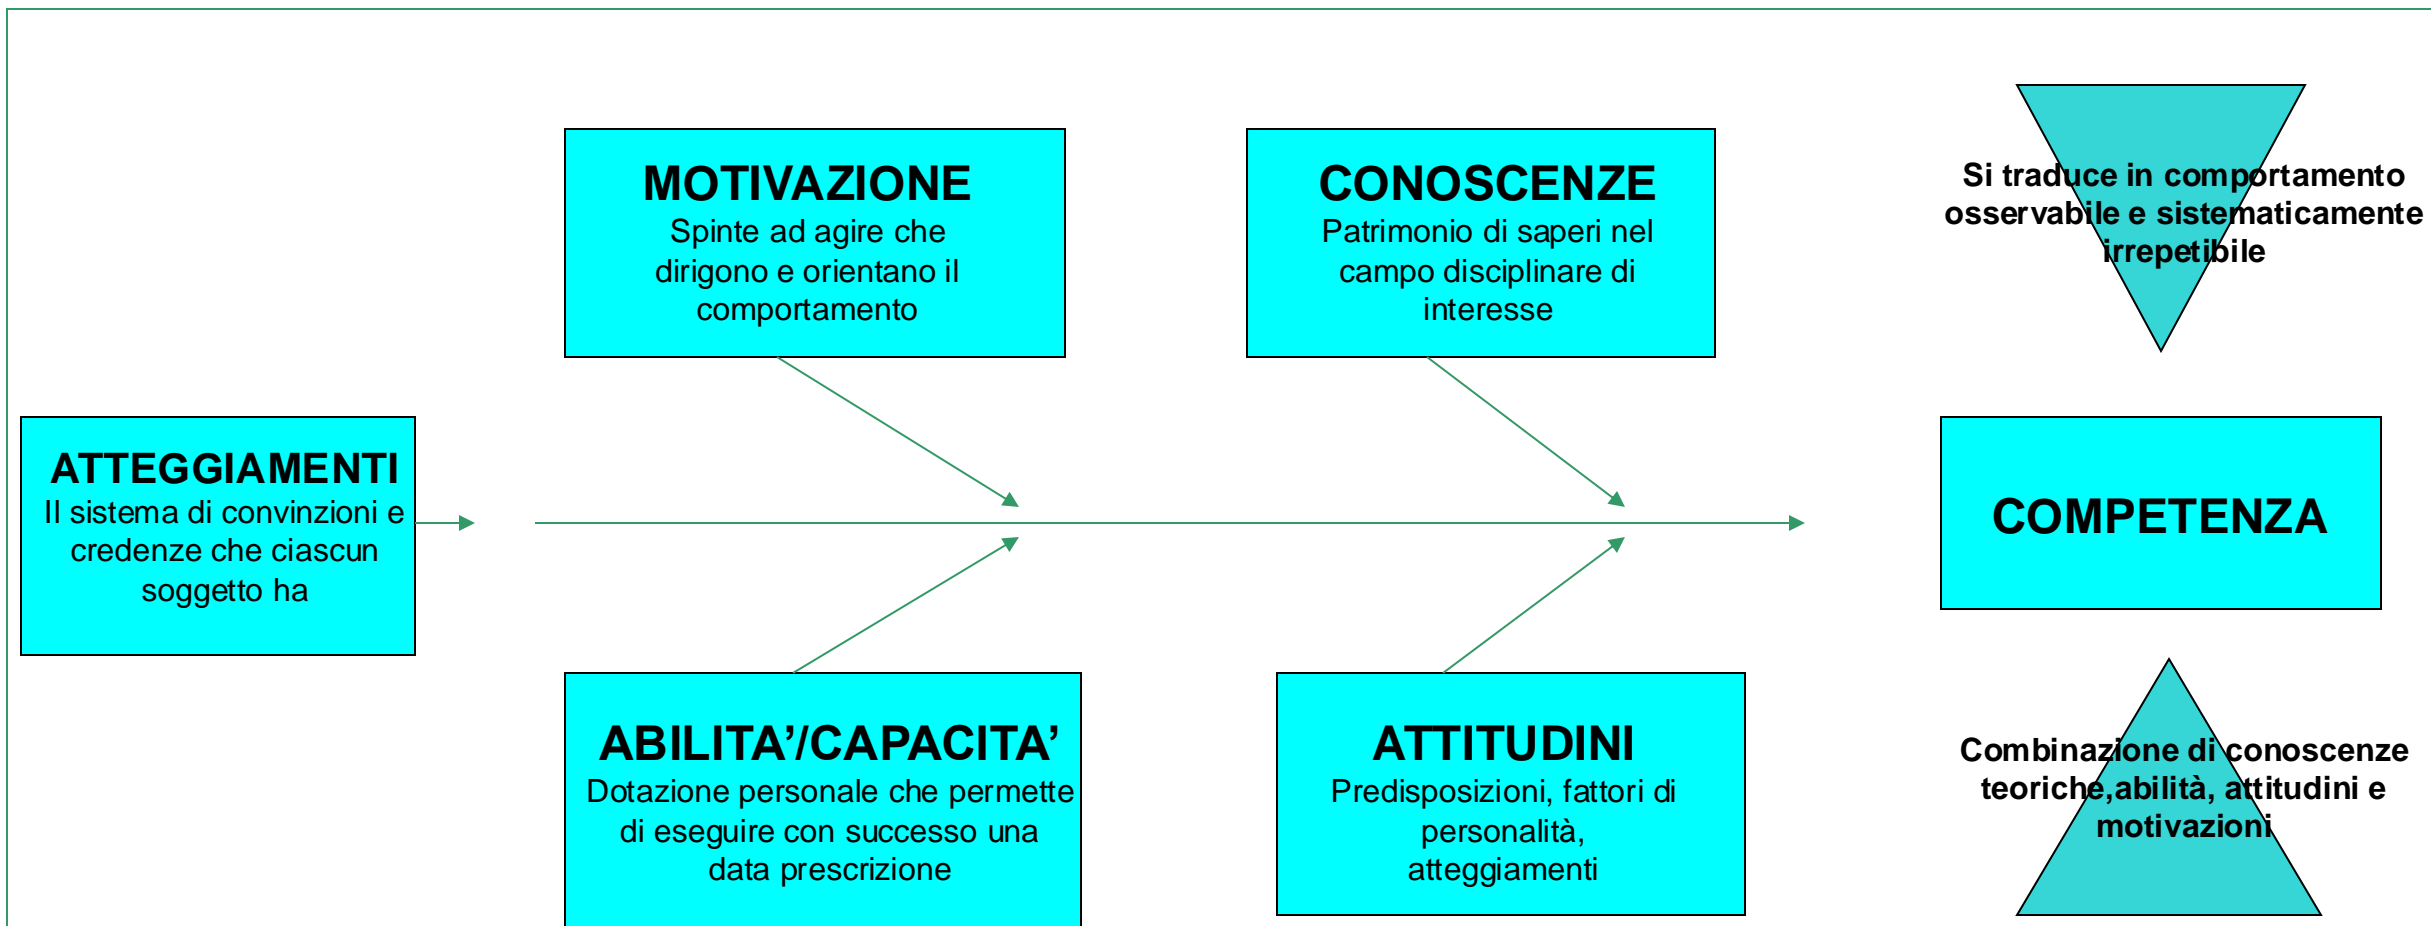 MOTIVAZIONE
Spinte ad agire che
dirigono e orientano il
comportamento
CONOSCENZE
Patrimonio di saperi nel
campo disciplinare di
interesse
Si traduce in comportamento
osservabile e sistematicamente
irrepetibile
ATTEGGIAMENTI
Il sistema di convinzioni e
credenze che ciascun
soggetto ha
COMPETENZA
ABILITA’/CAPACITA’
Dotazione personale che permette
di eseguire con successo una
data prescrizione
ATTITUDINI
Predisposizioni, fattori di
personalità,
atteggiamenti
Combinazione di conoscenze
teoriche,abilità, attitudini e
motivazioni